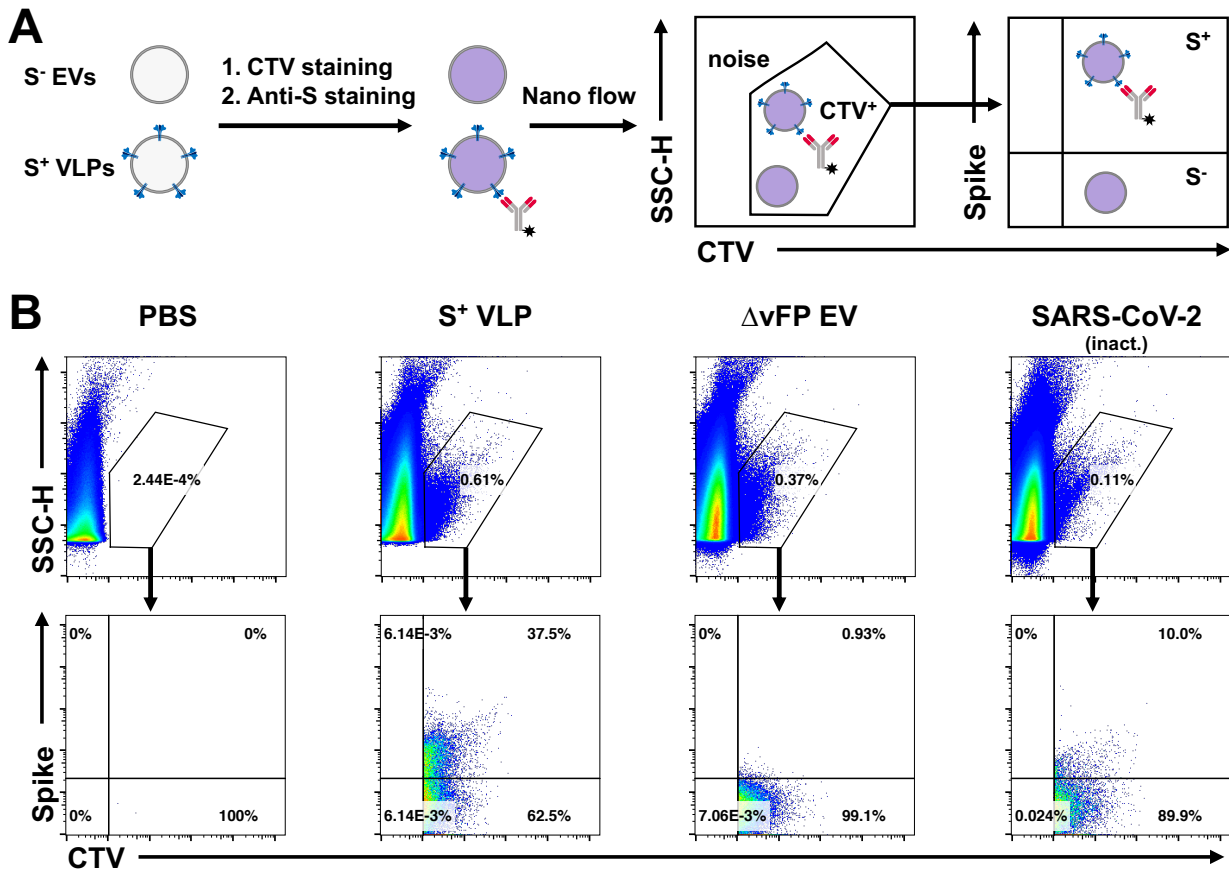 A
S- EVs
S+ VLPs
1. CTV staining
2. Anti-S staining
Nano flow
SSC-H
noise
CTV+
CTV
Spike
S+
S-
B
PBS
S+ VLP
ΔvFP EV
SARS-CoV-2
(inact.)
SSC-H
2.44E-4%
0.61%
0.37%
0.11%
Spike
0% 0%
6.14E-3% 37.5%
0% 0.93%
0% 10.0%
0% 100%
6.14E-3% 62.5%
7.06E-3% 99.1%
0.024% 89.9%
CTV